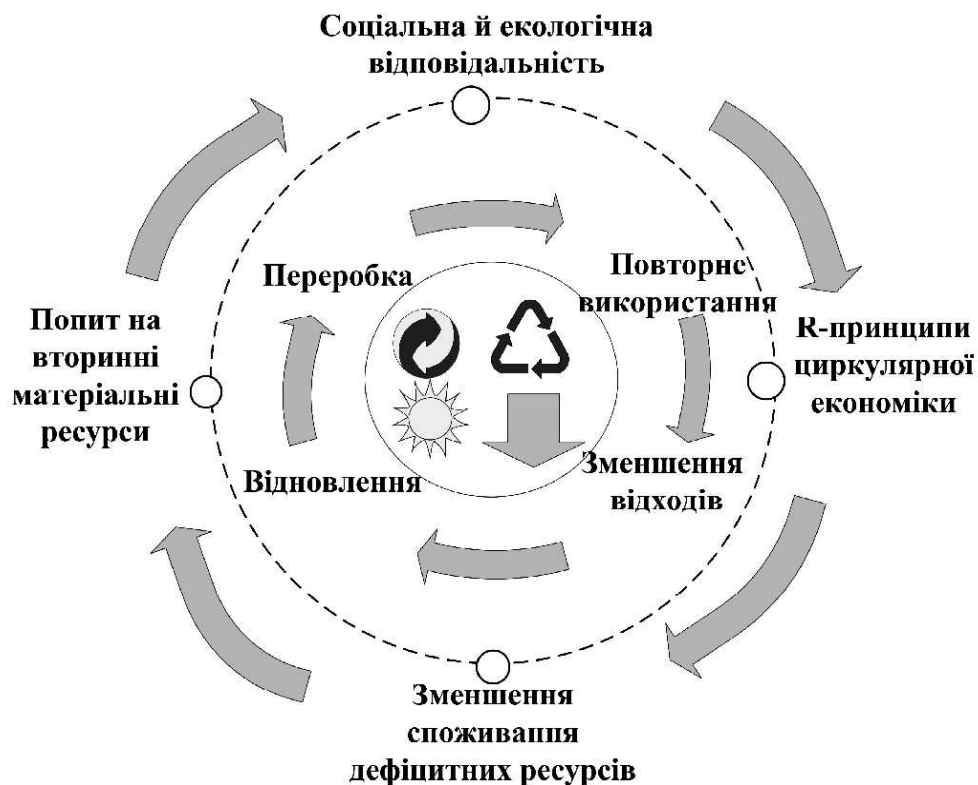 Соціальна й екологічна
відповідальність
Переробка
Повторне
використання
Попит на
вторинні
матеріальні
ресурси
R-принципи
циркулярної
економіки
Відновлення
Зменшення
відходів
Зменшення
споживання
дефіцитних ресурсів